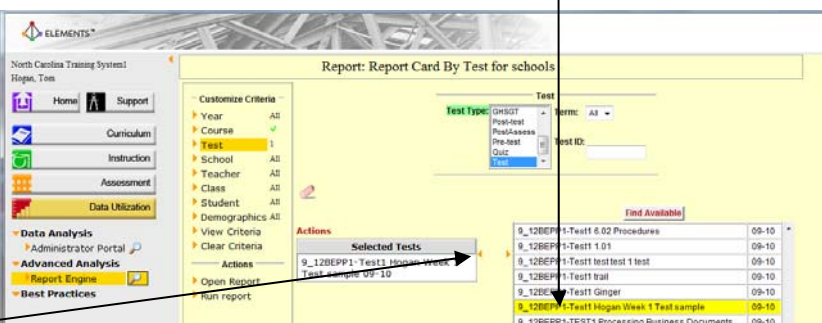 ELEMENTS
Report: Report Card By Test for schools
North Carolina Training System1
Hogan, Tom
Home
Support
Curriculum
Instruction
Assessment
Data Utilization
Data Analysis
Administrator Portal
Advanced Analysis
Report Engine
Best Practices
Customize Criteria
Year All
Course
Test 1
School All
Teacher All
Class All
Student All
Demographics All
View Criteria
Clear Criteria
Actions
Open Report
Run report
Test
Test Type:
GHSGT
Post-test
PostAssess
Pre-test
Quiz
Test
Term: All
Test ID:
Find Available
Actions
Selected Tests
9_12BEPP1-Test1 Hogan Week
Test sample 09-10
9_12BEPP1-Test1 6.02 Procedures 09-10
9_12BEPP1-Test1 1.01 09-10
9_12BEPP1-Test1 test test 1 test 09-10
9_12BEPP1-Test1 trail 09-10
9_12BEPP1-Test1 Ginger 09-10
9_12BEPP1-Test1 Hogan Week 1 Test sample 09-10
9_12BEPP1-TEST1 Processing Business Documents 09-10